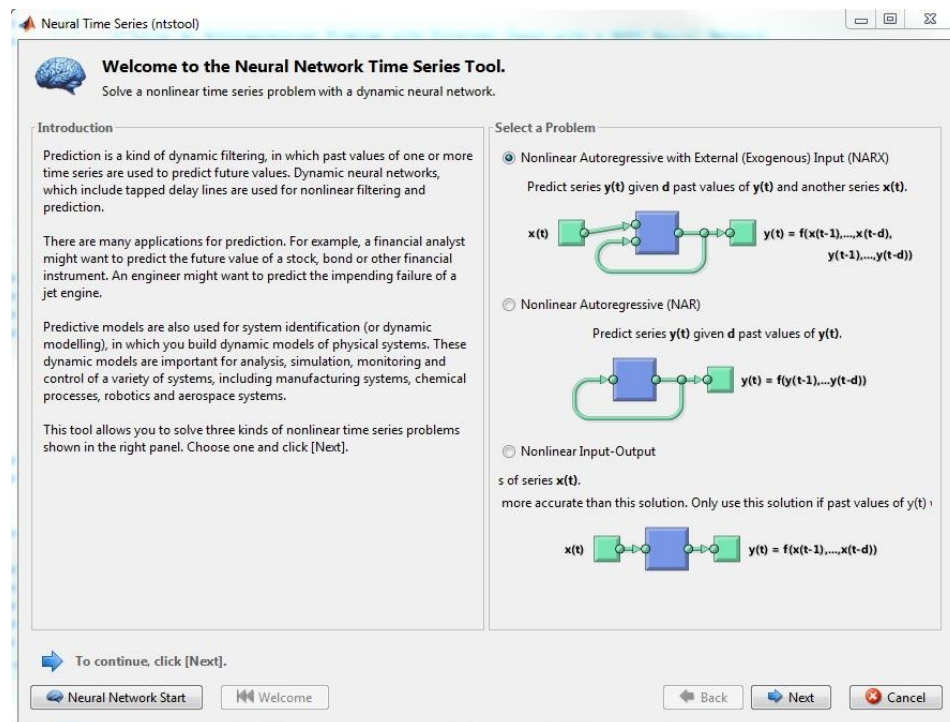 Neural Time Series (ntstool)
Welcome to the Neural Network Time Series Tool.
Solve a nonlinear time series problem with a dynamic neural network.
Introduction
Prediction is a kind of dynamic filtering, in which past values of one or more
time series are used to predict future values. Dynamic neural networks,
which include tapped delay lines are used for nonlinear filtering and
prediction.
There are many applications for prediction. For example, a financial analyst
might want to predict the future value of a stock, bond or other financial
instrument. An engineer might want to predict the impending failure of a
jet engine.
Predictive models are also used for system identification (or dynamic
modelling), in which you build dynamic models of physical systems. These
dynamic models are important for analysis, simulation, monitoring and
control of a variety of systems, including manufacturing systems, chemical
processes, robotics and aerospace systems.
This tool allows you to solve three kinds of nonlinear time series problems
shown in the right panel. Choose one and click [Next].
Select a Problem
Nonlinear Autoregressive with External (Exogenous) Input (NARX)
Predict series y(t) given d past values of y(t) and another series x(t).
x(t)
y(t) = f(x(t-1),...,x(t-d),
y(t-1),...,y(t-d))
Nonlinear Autoregressive (NAR)
Predict series y(t) given d past values of y(t).
y(t) = f(y(t-1),...y(t-d))
Nonlinear Input-Output
s of series x(t).
more accurate than this solution. Only use this solution if past values of y(t)
x(t)
y(t) = f(x(t-1),...,x(t-d))
To continue, click [Next].
Neural Network Start
Welcome
Back
Next
Cancel